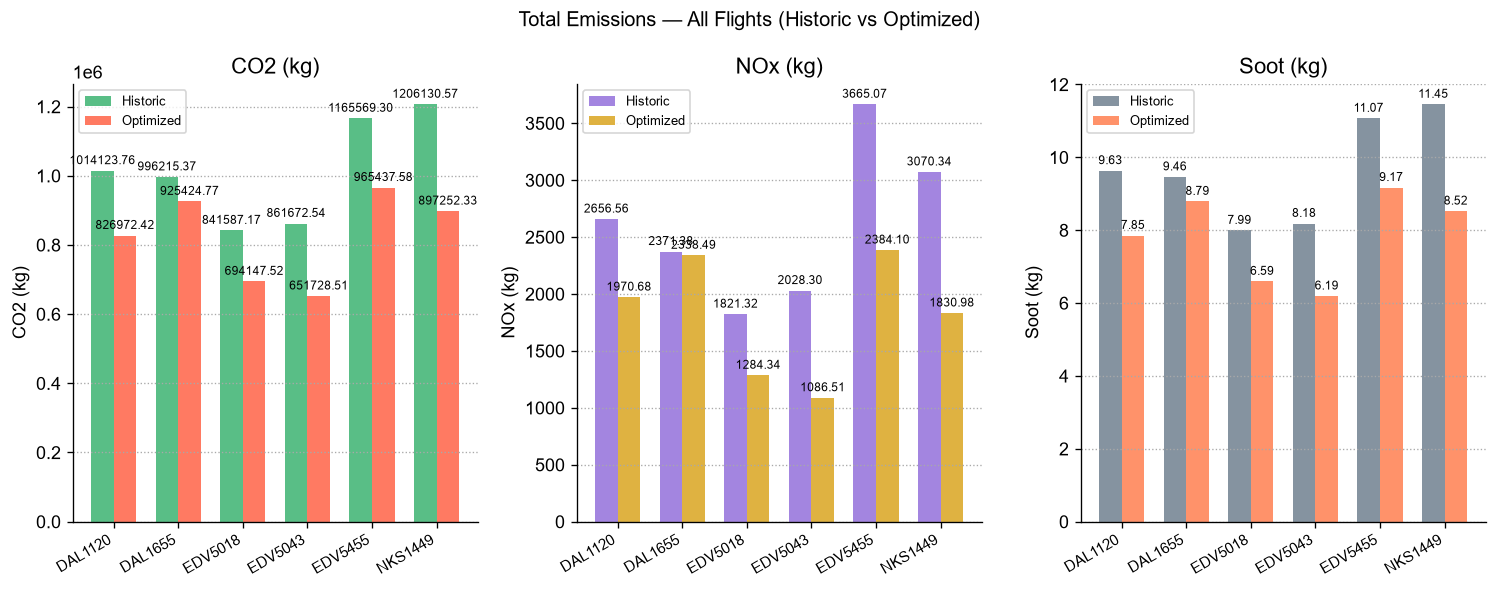 Total Emissions — All Flights (Historic vs Optimized)
CO2 (kg)
1e6
Historic
Optimized
CO2 (kg)
1.2
1.0
0.8
0.6
0.4
0.2
0.0
1014123.76
826972.42
996215.37
925424.77
841587.17
694147.52
861672.54
651728.51
1165569.30
965437.58
1206130.57
897252.33
DAL1120
DAL1655
EDV5018
EDV5043
EDV5455
NKS1449
NOx (kg)
Historic
Optimized
NOx (kg)
3500
3000
2500
2000
1500
1000
500
0
2656.56
1970.68
2371.38
2338.49
1821.32
1284.34
2028.30
1086.51
3665.07
2384.10
3070.34
1830.98
DAL1120
DAL1655
EDV5018
EDV5043
EDV5455
NKS1449
Soot (kg)
Historic
Optimized
Soot (kg)
12
10
8
6
4
2
0
9.63
7.85
9.46
8.79
7.99
6.59
8.18
6.19
11.07
9.17
11.45
8.52
DAL1120
DAL1655
EDV5018
EDV5043
EDV5455
NKS1449